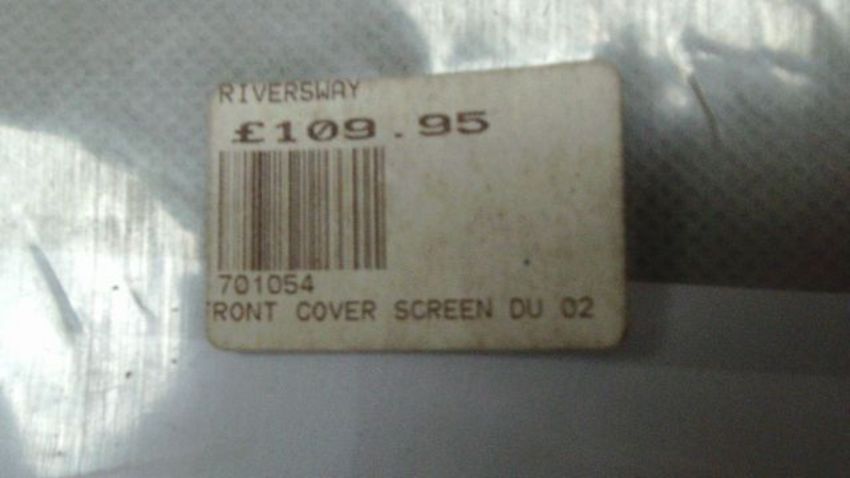 RIVERSWAY
£109.95
701054
FRONT COVER SCREEN DU 02